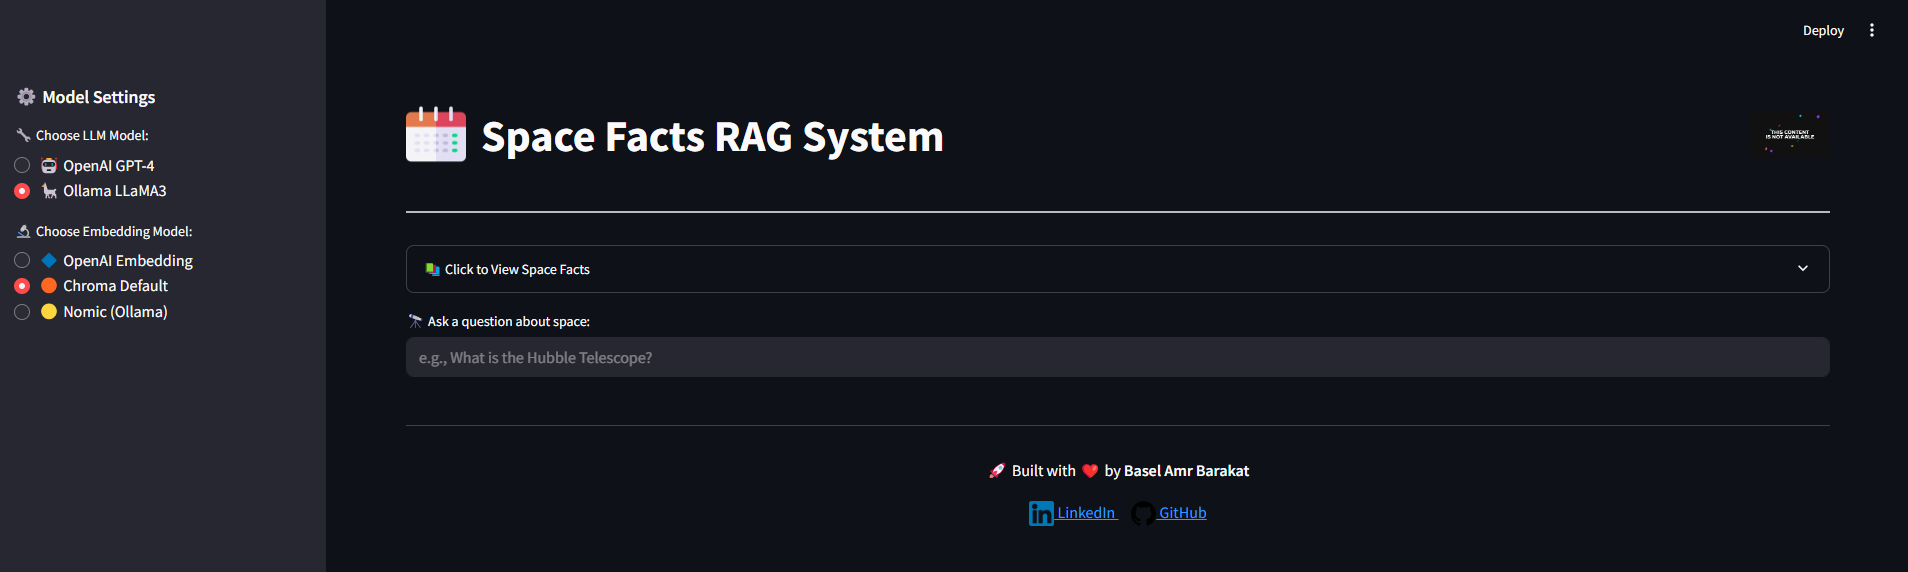 Deploy
Model Settings
Choose LLM Model:
OpenAI GPT-4
Ollama LLaMA3
Choose Embedding Model:
OpenAI Embedding
Chroma Default
Nomic (Ollama)
Space Facts RAG System
THIS CONTENT
IS NOT AVAILABLE
Click to View Space Facts
Ask a question about space:
e.g., What is the Hubble Telescope?
Built with ❤️ by Basel Amr Barakat
in LinkedIn GitHub